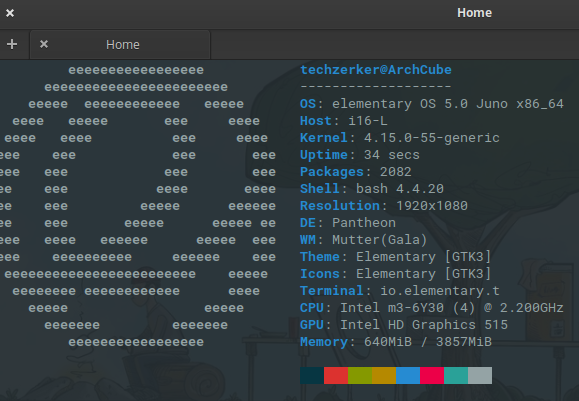 Home
Home
eeeeeeeeeeeeeeeee
eeeeeeeeeeeeeeeeeeeeeee
eeeee eeeeeeeeeeee eeeee
eeee eeeee eee eeee
eeee eeee eee eeee
eee eee eee eee
ee eee eee eee
ee eee eeee eeee
ee eee eeeee eeeeee
ee eee eeeee eeeee ee
eee eeee eeeeee eeeee eee
eee eeeeeeeeee eeeeee eee
eeeeeeeeeeeeeeeeeeeeeeee eeeee
eeeeeeee eeeeeeeeeeee eeee
eeeee eeeee
eeeeeee eeeeeee
eeeeeeeeeeeeeeeee
techzerker@ArchCube
-------------------
OS: elementary OS 5.0 Juno x86_64
Host: i16-L
Kernel: 4.15.0-55-generic
Uptime: 34 secs
Packages: 2082
Shell: bash 4.4.20
Resolution: 1920x1080
DE: Pantheon
WM: Mutter(Gala)
Theme: Elementary [GTK3]
Icons: Elementary [GTK3]
Terminal: io.elementary.t
CPU: Intel m3-6Y30 (4) @ 2.200GHz
GPU: Intel HD Graphics 515
Memory: 640MiB / 3857MiB